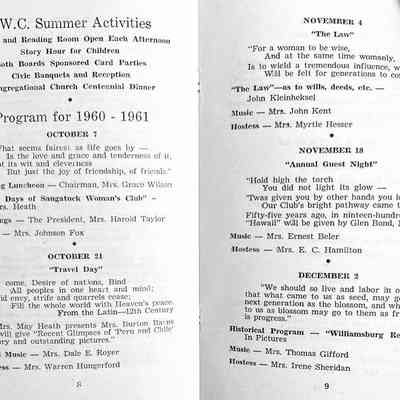 W.C. Summer Activities
and Reading Room Open Each Afternoon
Story Hour for Children
Both Boards Sponsored Card Parties
Civic Banquets and Reception
ngregational Church Centennial Dinner
Program for 1960 - 1961
OCTOBER 7
What seems fairest as life goes by —
Is the love and grace and tenderness of it,
ot its wit and cleverness
But just the joy of friendship, of friends."
ng Luncheon — Chairman, Mrs. Grace Wilson
Days of Saugatuck Woman's Club" —
rs. Heath
ngs — The President, Mrs. Harold Taylor
— Mrs. Johnson Fox
OCTOBER 21
"Travel Day"
come, Desire of nations, Bind
All peoples in one heart and mind;
id envy, strife and quarrels cease;
Fill the whole world with Heaven's peace.
From the Latin—12th Century
Mrs. May Heath presents Mrs. Burton
will give "Recent Glimpses of Peru and Chile"
ory and outstanding pictures."
Music — Mrs. Dale E. Royer
ess — Mrs. Warren Hungerford
8
NOVEMBER 4
"The Law"
"For a woman to be wise,
And at the same time womanly,
Is to wield a tremendous influence, w
Will be felt for generations to co
"The Law"—as to wills, deeds, etc. —
John Kleinheksel
Music — Mrs. John Kent
Hostess — Mrs. Myrtle Hesser
NOVEMBER 18
"Annual Guest Night"
"Hold high the torch
You did not light its glow —
'Twas given you by other hands you k
Our Club's bright pathway came t
Fifty-five years ago, in nineteen-hundred
"Hawaii" will be given by Glen Bond,
Music — Mrs. Ernest Beler
Hostess — Mrs. E. C. Hamilton
DECEMBER 2
"We should so live and labor in o
that what came to us as seed, may go
next generation as the blossom, and wh
to us as blossom may go to them as fr
is progress."
Historical Program — "Williamsburg Re
In Pictures
Music — Mrs. Thomas Gifford
Hostess — Mrs. Irene Sheridan
9